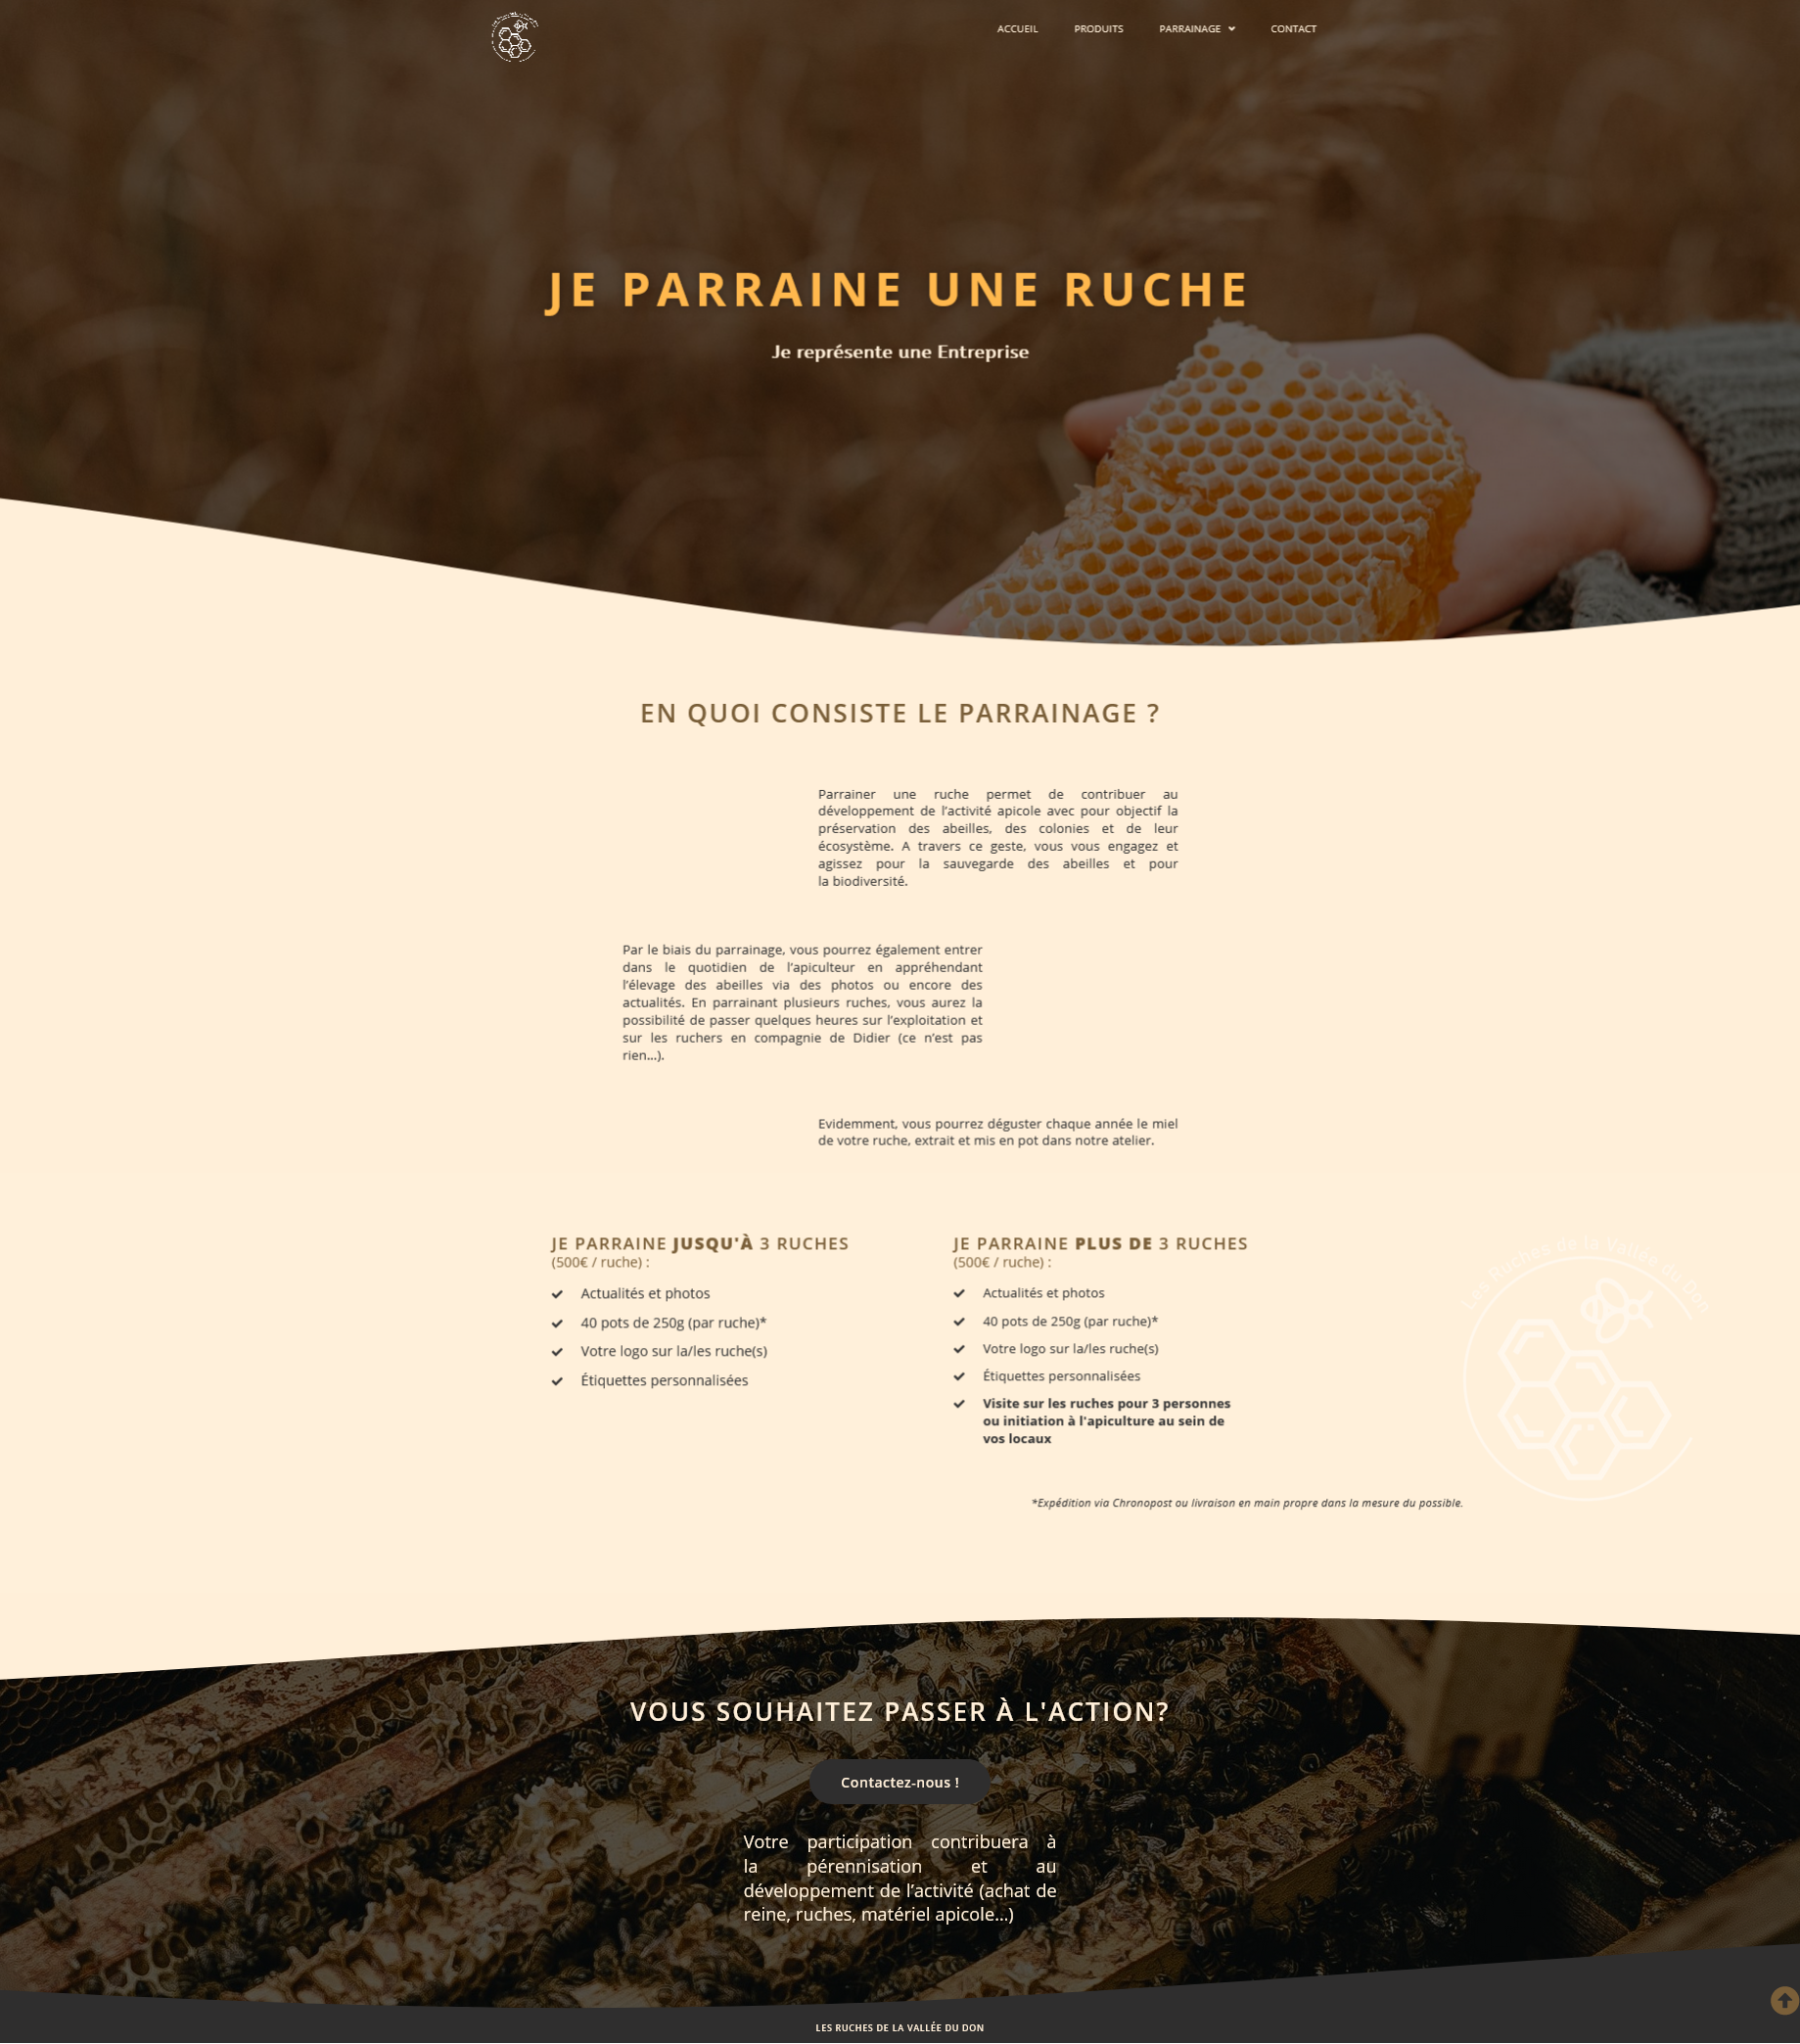 ACCUEIL PRODUITS PARRAINAGE CONTACT
JE PARRAINE UNE RUCHE
Je représente une Entreprise
EN QUOI CONSISTE LE PARRAINAGE ?
Parrainer une ruche permet de contribuer au
développement de l’activité apicole avec pour objectif la
préservation des abeilles, des colonies et de leur
écosystème. A travers ce geste, vous vous engagez et
agissez pour la sauvegarde des abeilles et pour
la biodiversité.
Par le biais du parrainage, vous pourrez également entrer
dans le quotidien de l’apiculteur en appréhendant
l’élevage des abeilles via des photos ou encore des
actualités. En parrainant plusieurs ruches, vous aurez la
possibilité de passer quelques heures sur l’exploitation et
sur les ruchers en compagnie de Didier (ce n’est pas
rien…).
Evidemment, vous pourrez déguster chaque année le miel
de votre ruche, extrait et mis en pot dans notre atelier.
JE PARRAINE JUSQU'À 3 RUCHES
(500€ / ruche) :
Actualités et photos
40 pots de 250g (par ruche)*
Votre logo sur la/les ruche(s)
Étiquettes personnalisées
JE PARRAINE PLUS DE 3 RUCHES
(500€ / ruche) :
Actualités et photos
40 pots de 250g (par ruche)*
Votre logo sur la/les ruche(s)
Étiquettes personnalisées
Visite sur les ruches pour 3 personnes
ou initiation à l'apiculture au sein de
vos locaux
Les Ruches de la Vallée du Don
*Expédition via Chronopost ou livraison en main propre dans la mesure du possible.
VOUS SOUHAITEZ PASSER À L'ACTION?
Contactez-nous !
Votre participation contribuera à
la pérennisation et au
développement de l’activité (achat de
reine, ruches, matériel apicole…)
LES RUCHES DE LA VALLÉE DU DON